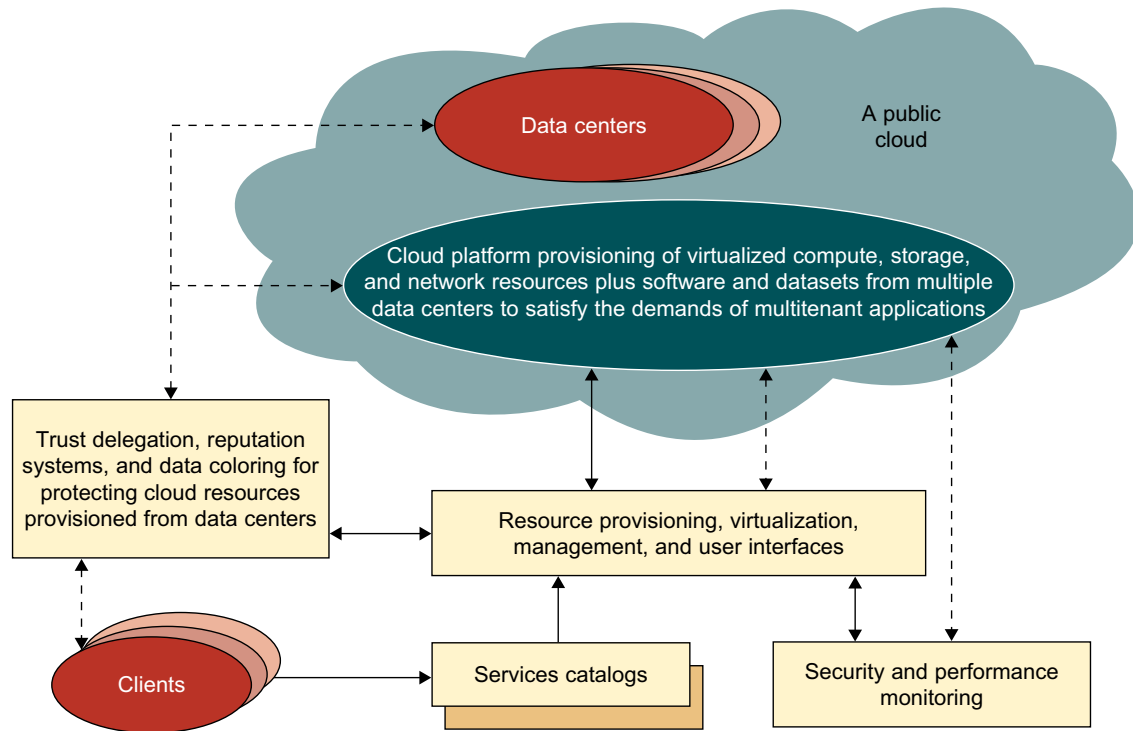 Data centers
A public
cloud
Cloud platform provisioning of virtualized compute, storage,
and network resources plus software and datasets from multiple
data centers to satisfy the demands of multitenant applications
Trust delegation, reputation
systems, and data coloring for
protecting cloud resources
provisioned from data centers
Resource provisioning, virtualization,
management, and user interfaces
Clients
Services catalogs
Security and performance
monitoring